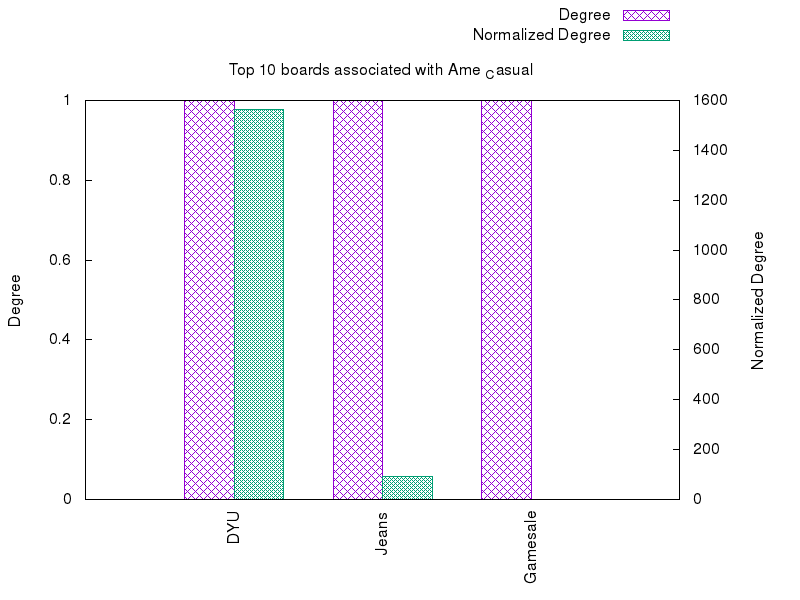 Degree
Normalized Degree
Top 10 boards associated with Ame Casual
1
0.8
0.6
0.4
0.2
0
Degree
1600
1400
1200
1000
800
600
400
200
0
Normalized Degree
DYU
Jeans
Gamesale